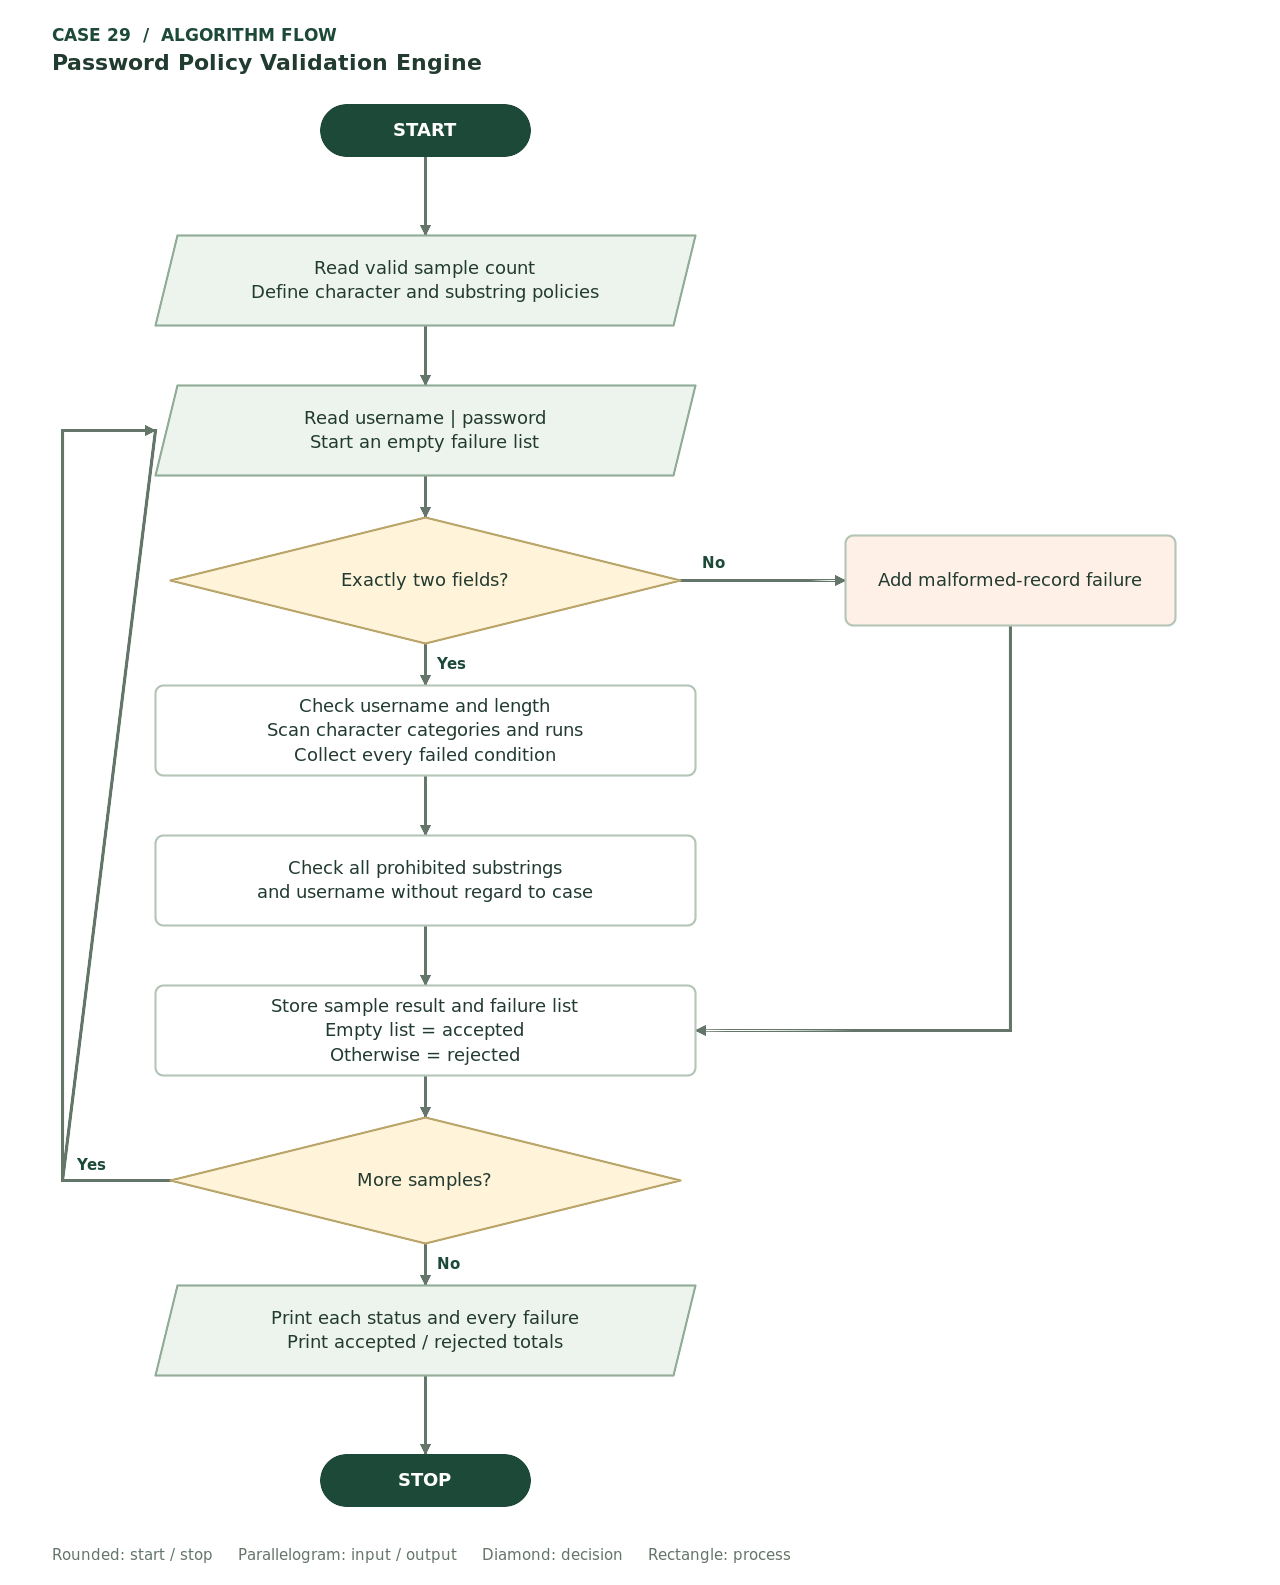 CASE 29 / ALGORITHM FLOW
Password Policy Validation Engine
START
Read valid sample count
Define character and substring policies
Read username | password
Start an empty failure list
Exactly two fields?
No
Add malformed-record failure
Yes
Check username and length
Scan character categories and runs
Collect every failed condition
Check all prohibited substrings
and username without regard to case
Store sample result and failure list
Empty list = accepted
Otherwise = rejected
Yes
More samples?
No
Print each status and every failure
Print accepted / rejected totals
STOP
Rounded: start / stop Parallelogram: input / output Diamond: decision Rectangle: process